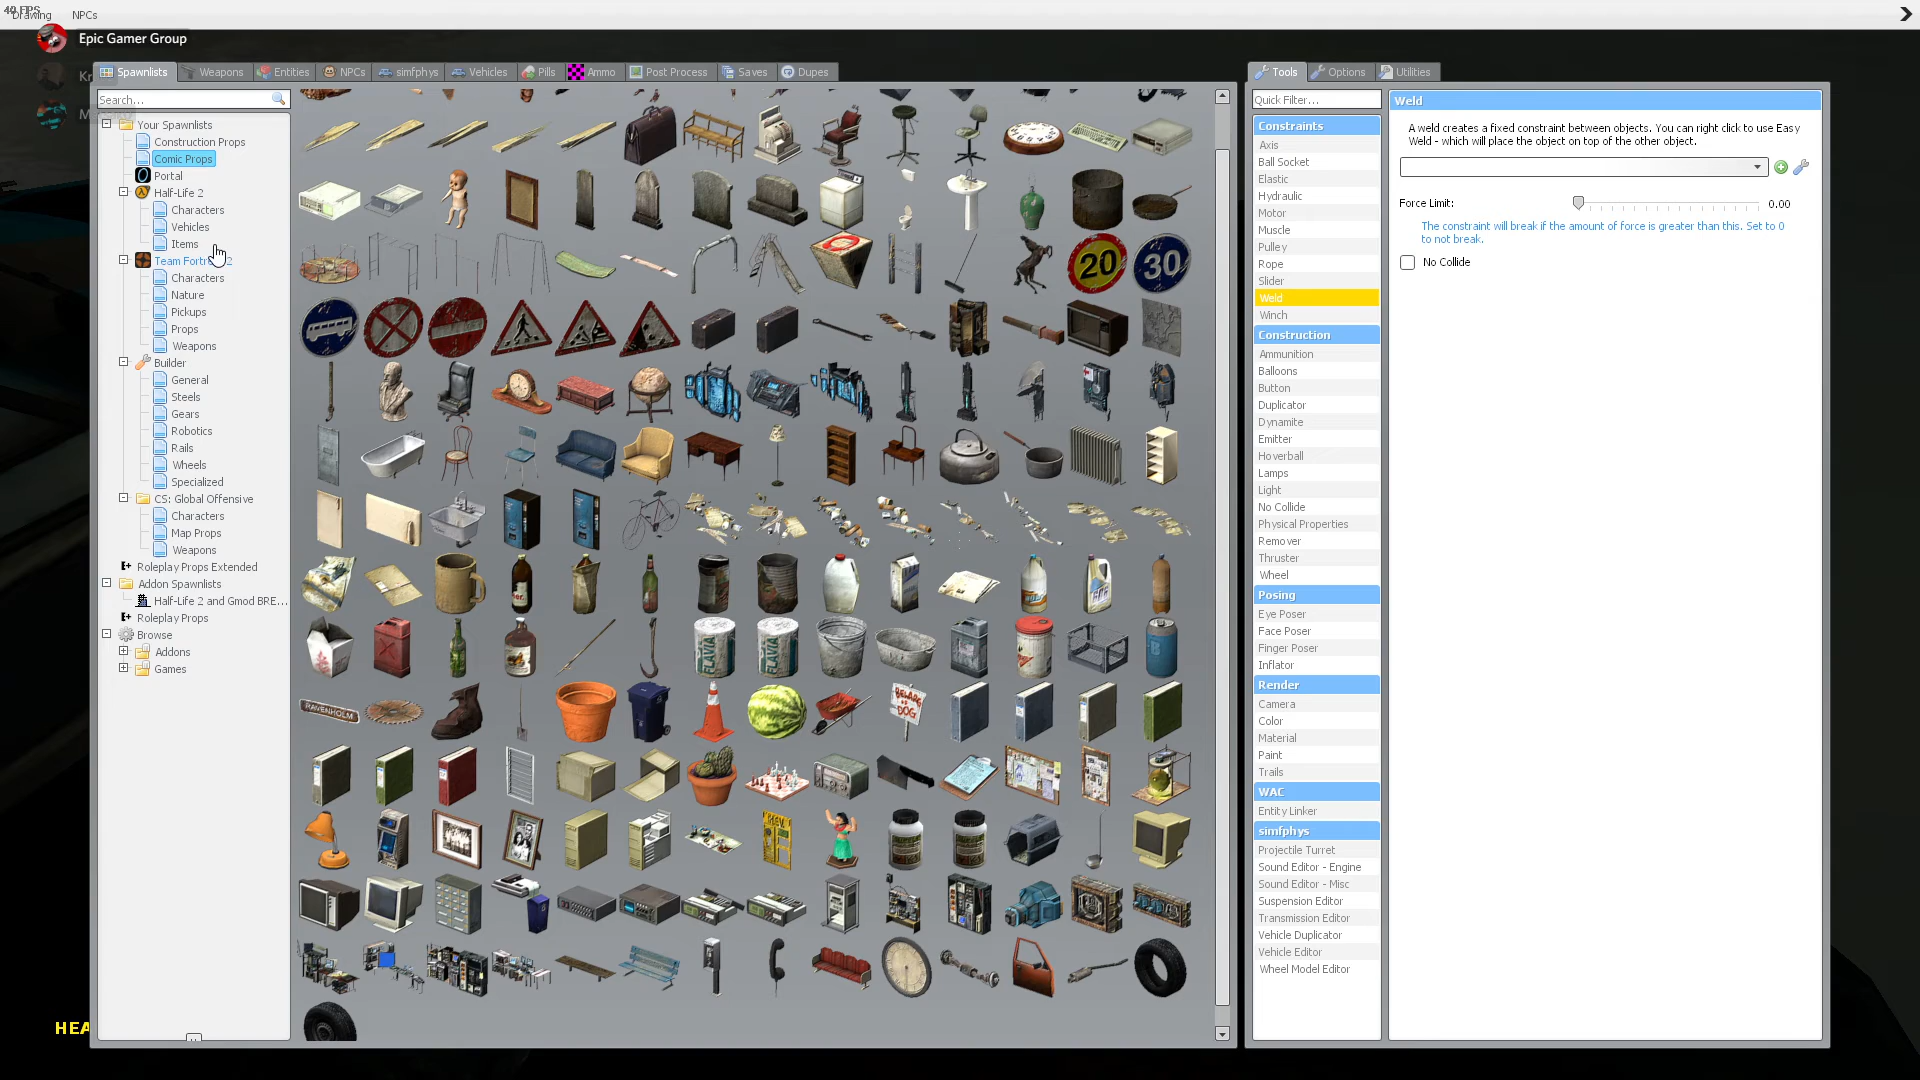 49 FPS
Drawing NPCs
Epic Gamer Group
Kr
M
Spawnlists Weapons Entities NPCs simfphys Vehicles Pills Ammo Post Process Saves Dupes
Search...
Your Spawnlists
Construction Props
Comic Props
Portal
Half-Life 2
Characters
Vehicles
Items
Team Fortr 2
Characters
Nature
Pickups
Props
Weapons
Builder
General
Steels
Gears
Robotics
Rails
Wheels
Specialized
CS: Global Offensive
Characters
Map Props
Weapons
Roleplay Props Extended
Addon Spawnlists
Half-Life 2 and Gmod BRE...
Roleplay Props
Browse
Addons
Games
HEA
20
30
FLAVIA
FLAVIA
RAVENHOLM
BEWARE OF DOG
Tools Options Utilities
Quick Filter...
Constraints
Axis
Ball Socket
Elastic
Hydraulic
Motor
Muscle
Pulley
Rope
Slider
Weld
Winch
Construction
Ammunition
Balloons
Button
Duplicator
Dynamite
Emitter
Hoverball
Lamps
Light
No Collide
Physical Properties
Remover
Thruster
Wheel
Posing
Eye Poser
Face Poser
Finger Poser
Inflator
Render
Camera
Color
Material
Paint
Trails
WAC
Entity Linker
simfphys
Projectile Turret
Sound Editor - Engine
Sound Editor - Misc
Suspension Editor
Transmission Editor
Vehicle Duplicator
Vehicle Editor
Wheel Model Editor
Weld
A weld creates a fixed constraint between objects. You can right click to use Easy
Weld - which will place the object on top of the other object.
Force Limit: 0.00
The constraint will break if the amount of force is greater than this. Set to 0
to not break.
No Collide